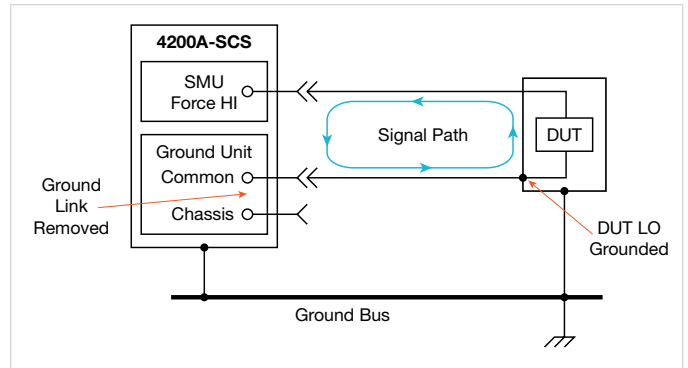 4200A-SCS
SMU
Force HI
Signal Path
DUT
Ground Unit
Common
Chassis
Ground
Link
Removed
DUT LO
Grounded
Ground Bus